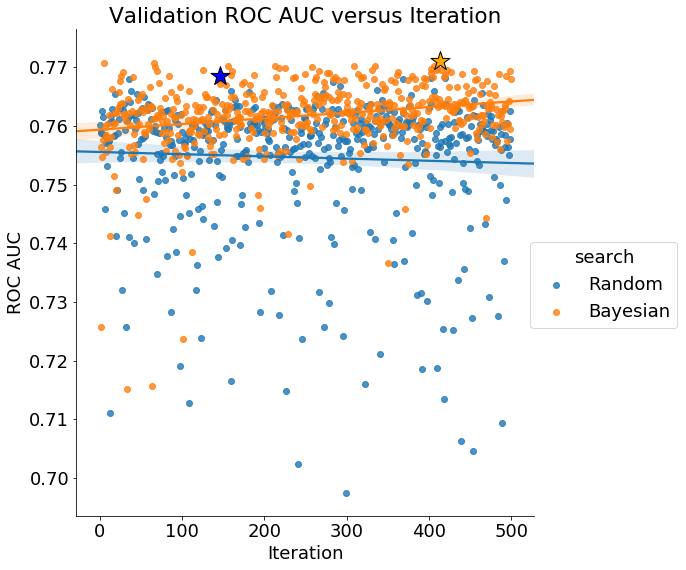 Validation ROC AUC versus Iteration
0.77
0.76
0.75
0.74
0.73
0.72
0.71
0.70
ROC AUC
0 100 200 300 400 500
Iteration
search
Random
Bayesian